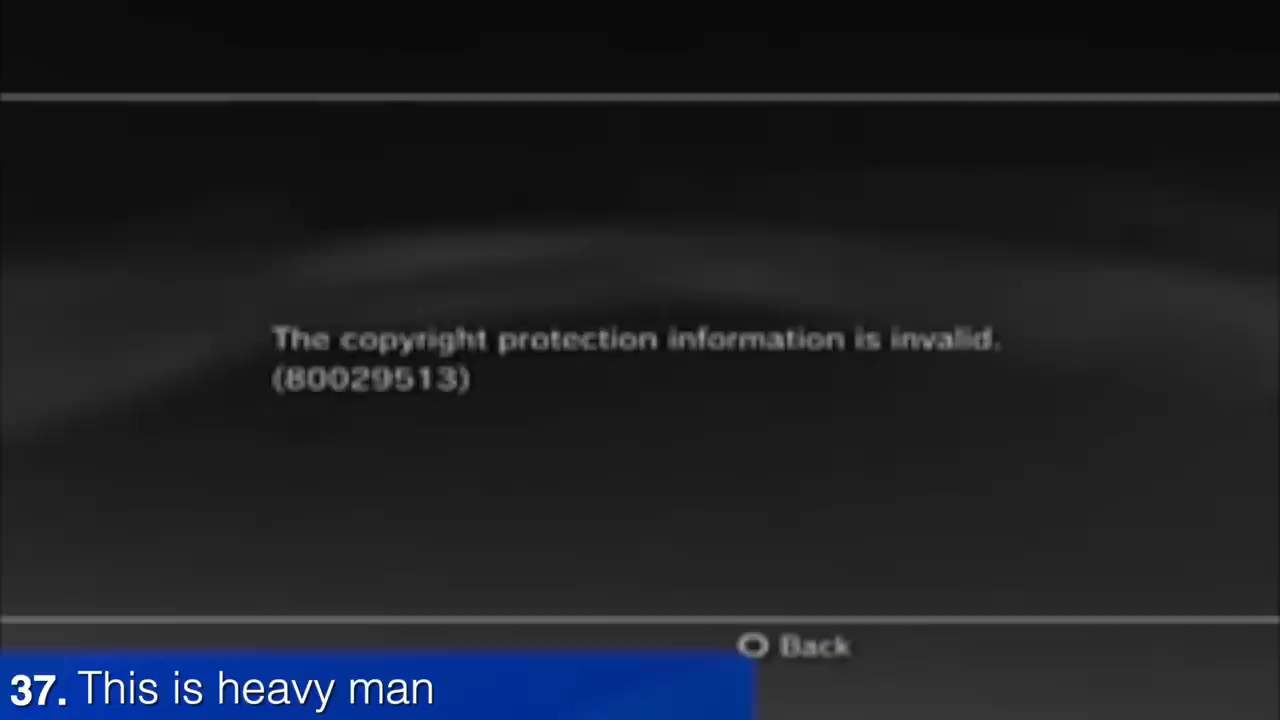 The copyright protection information is invalid.
(80029513)
Back
37. This is heavy man